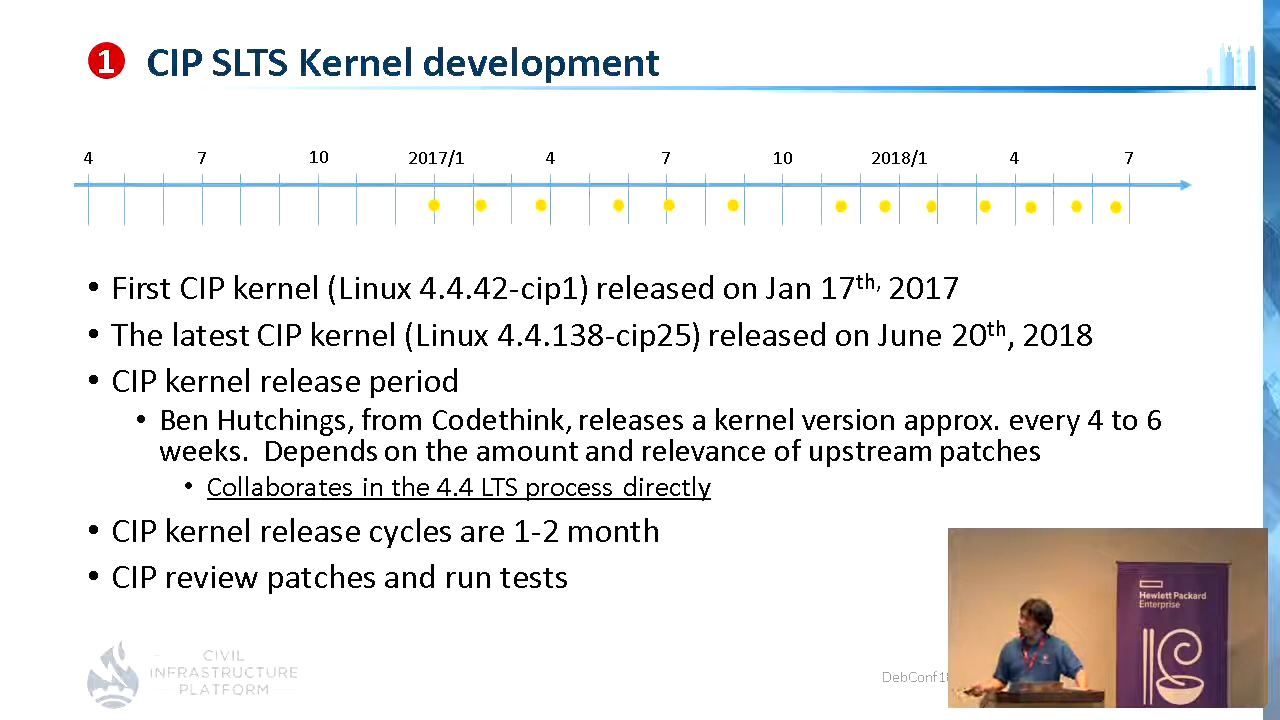 ❶ CIP SLTS Kernel development
4 7 10 2017/1 4 7 10 2018/1 4 7
• First CIP kernel (Linux 4.4.42-cip1) released on Jan 17th, 2017
• The latest CIP kernel (Linux 4.4.138-cip25) released on June 20th, 2018
• CIP kernel release period
• Ben Hutchings, from Codethink, releases a kernel version approx. every 4 to 6
weeks. Depends on the amount and relevance of upstream patches
• Collaborates in the 4.4 LTS process directly
• CIP kernel release cycles are 1-2 month
• CIP review patches and run tests
Hewlett Packard
Enterprise
CIVIL
INFRASTRUCTURE
PLATFORM